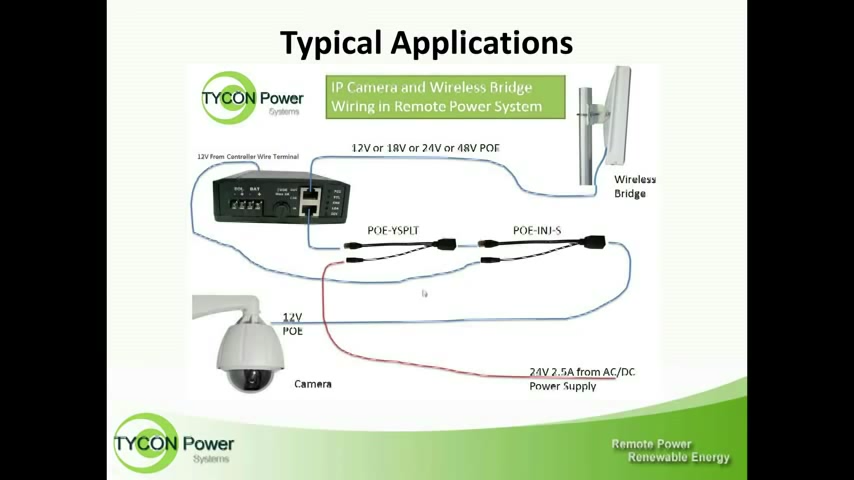 Typical Applications
TYCON Power
Systems
IP Camera and Wireless Bridge
Wiring in Remote Power System
12V From Controller Wire Terminal
12V or 18V or 24V or 48V POE
SOL BAT
Wireless
Bridge
POE-YSPLT
POE-INJ-S
12V
POE
Camera
24V 2.5A from AC/DC
Power Supply
TYCON Power
Systems
Remote Power
Renewable Energy